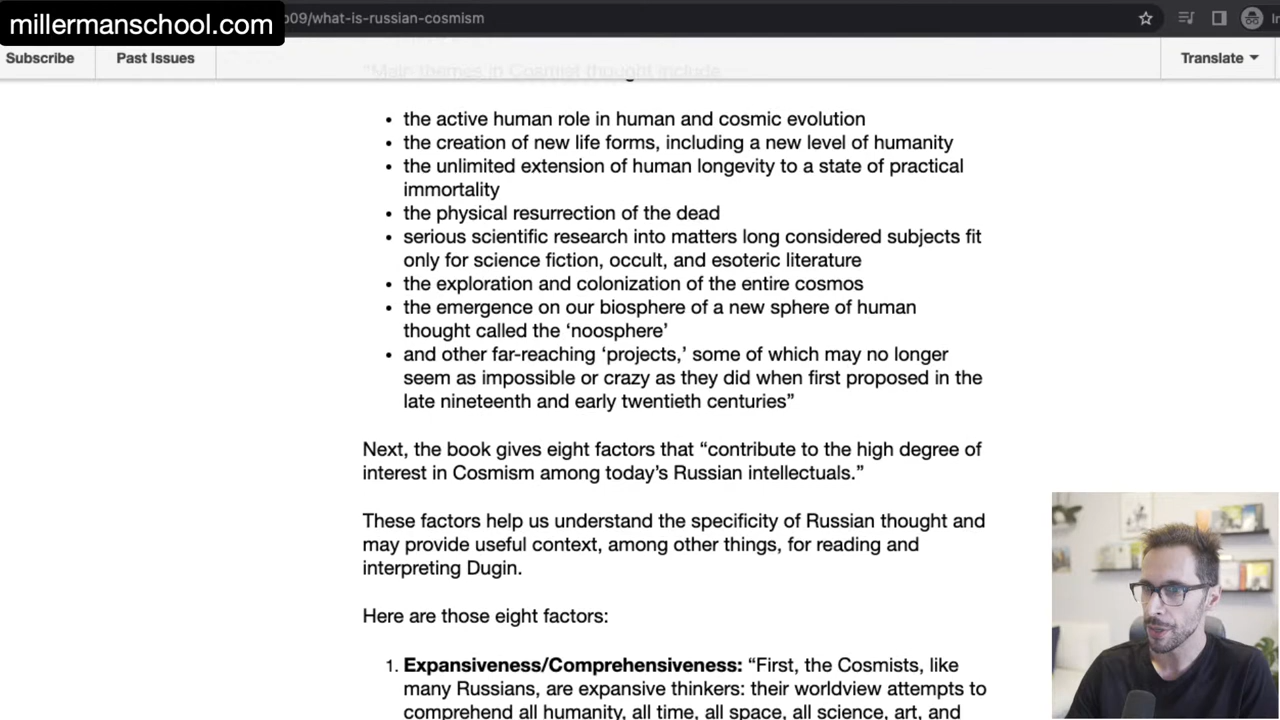 millermanschool.com
09/what-is-russian-cosmism
Subscribe
Past Issues
Translate
"Main themes in Cosmist thought include
• the active human role in human and cosmic evolution
• the creation of new life forms, including a new level of humanity
• the unlimited extension of human longevity to a state of practical
immortality
• the physical resurrection of the dead
• serious scientific research into matters long considered subjects fit
only for science fiction, occult, and esoteric literature
• the exploration and colonization of the entire cosmos
• the emergence on our biosphere of a new sphere of human
thought called the ‘noosphere’
• and other far-reaching ‘projects,’ some of which may no longer
seem as impossible or crazy as they did when first proposed in the
late nineteenth and early twentieth centuries”
Next, the book gives eight factors that “contribute to the high degree of
interest in Cosmism among today’s Russian intellectuals.”
These factors help us understand the specificity of Russian thought and
may provide useful context, among other things, for reading and
interpreting Dugin.
Here are those eight factors:
1. Expansiveness/Comprehensiveness: “First, the Cosmists, like
many Russians, are expansive thinkers: their worldview attempts to
comprehend all humanity, all time, all space, all science, art, and